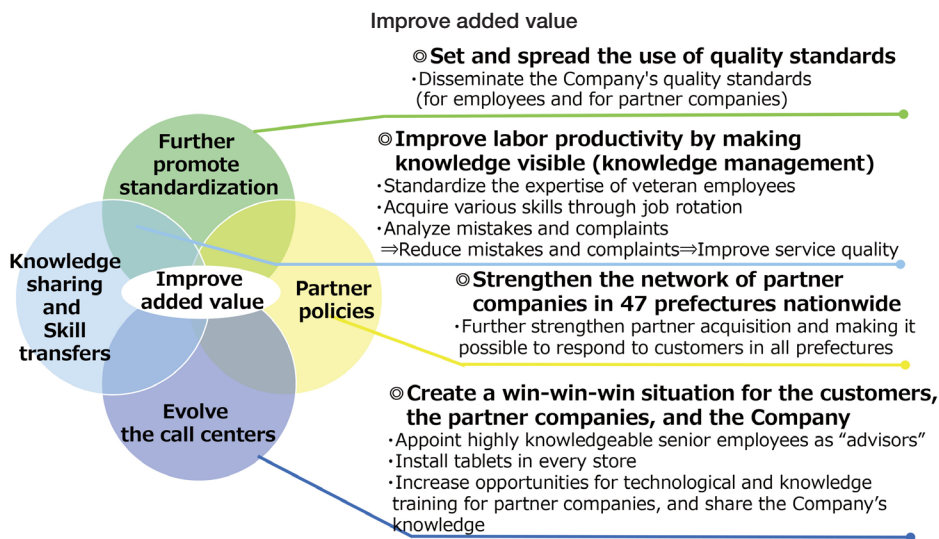 Improve added value
◎Set and spread the use of quality standards
・Disseminate the Company's quality standards
(for employees and for partner companies)
Further
promote
standardization
◎Improve labor productivity by making
knowledge visible (knowledge management)
・Standardize the expertise of veteran employees
・Acquire various skills through job rotation
・Analyze mistakes and complaints
⇒Reduce mistakes and complaints⇒Improve service quality
Knowledge
sharing
and
Skill
transfers
Improve
added value
Partner
policies
◎Strengthen the network of partner
companies in 47 prefectures nationwide
・Further strengthen partner acquisition and making it
possible to respond to customers in all prefectures
Evolve
the call centers
◎Create a win-win-win situation for the customers,
the partner companies, and the Company
・Appoint highly knowledgeable senior employees as “advisors”
・Install tablets in every store
・Increase opportunities for technological and knowledge
training for partner companies, and share the Company’s
knowledge